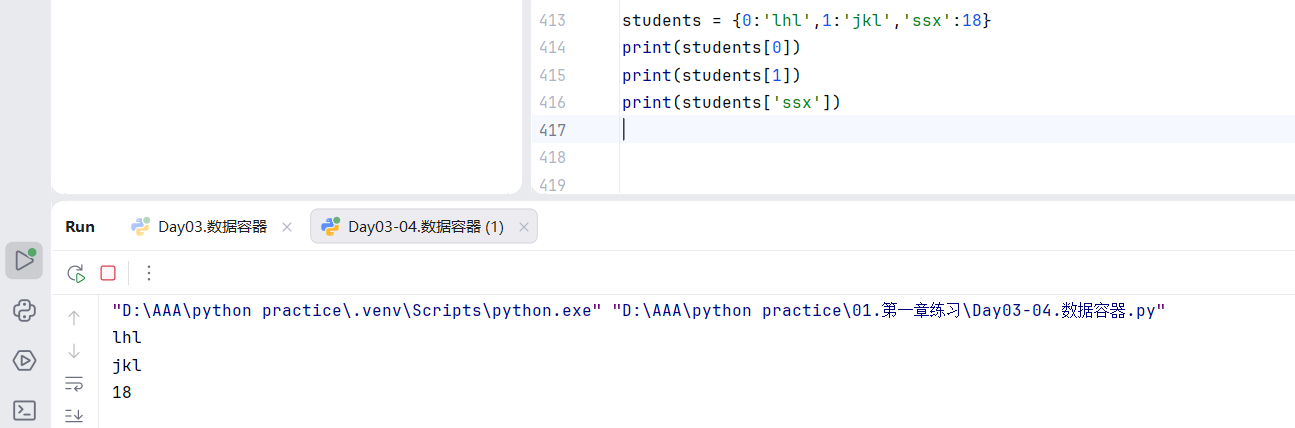 413 students = {0:'lhl',1:'jkl','ssx':18}
414 print(students[0])
415 print(students[1])
416 print(students['ssx'])
417
418
419
Run Day03.数据容器 Day03-04.数据容器 (1)
"D:\AAA\python practice\.venv\Scripts\python.exe" "D:\AAA\python practice\01.第一章练习\Day03-04.数据容器.py"
lhl
jkl
18